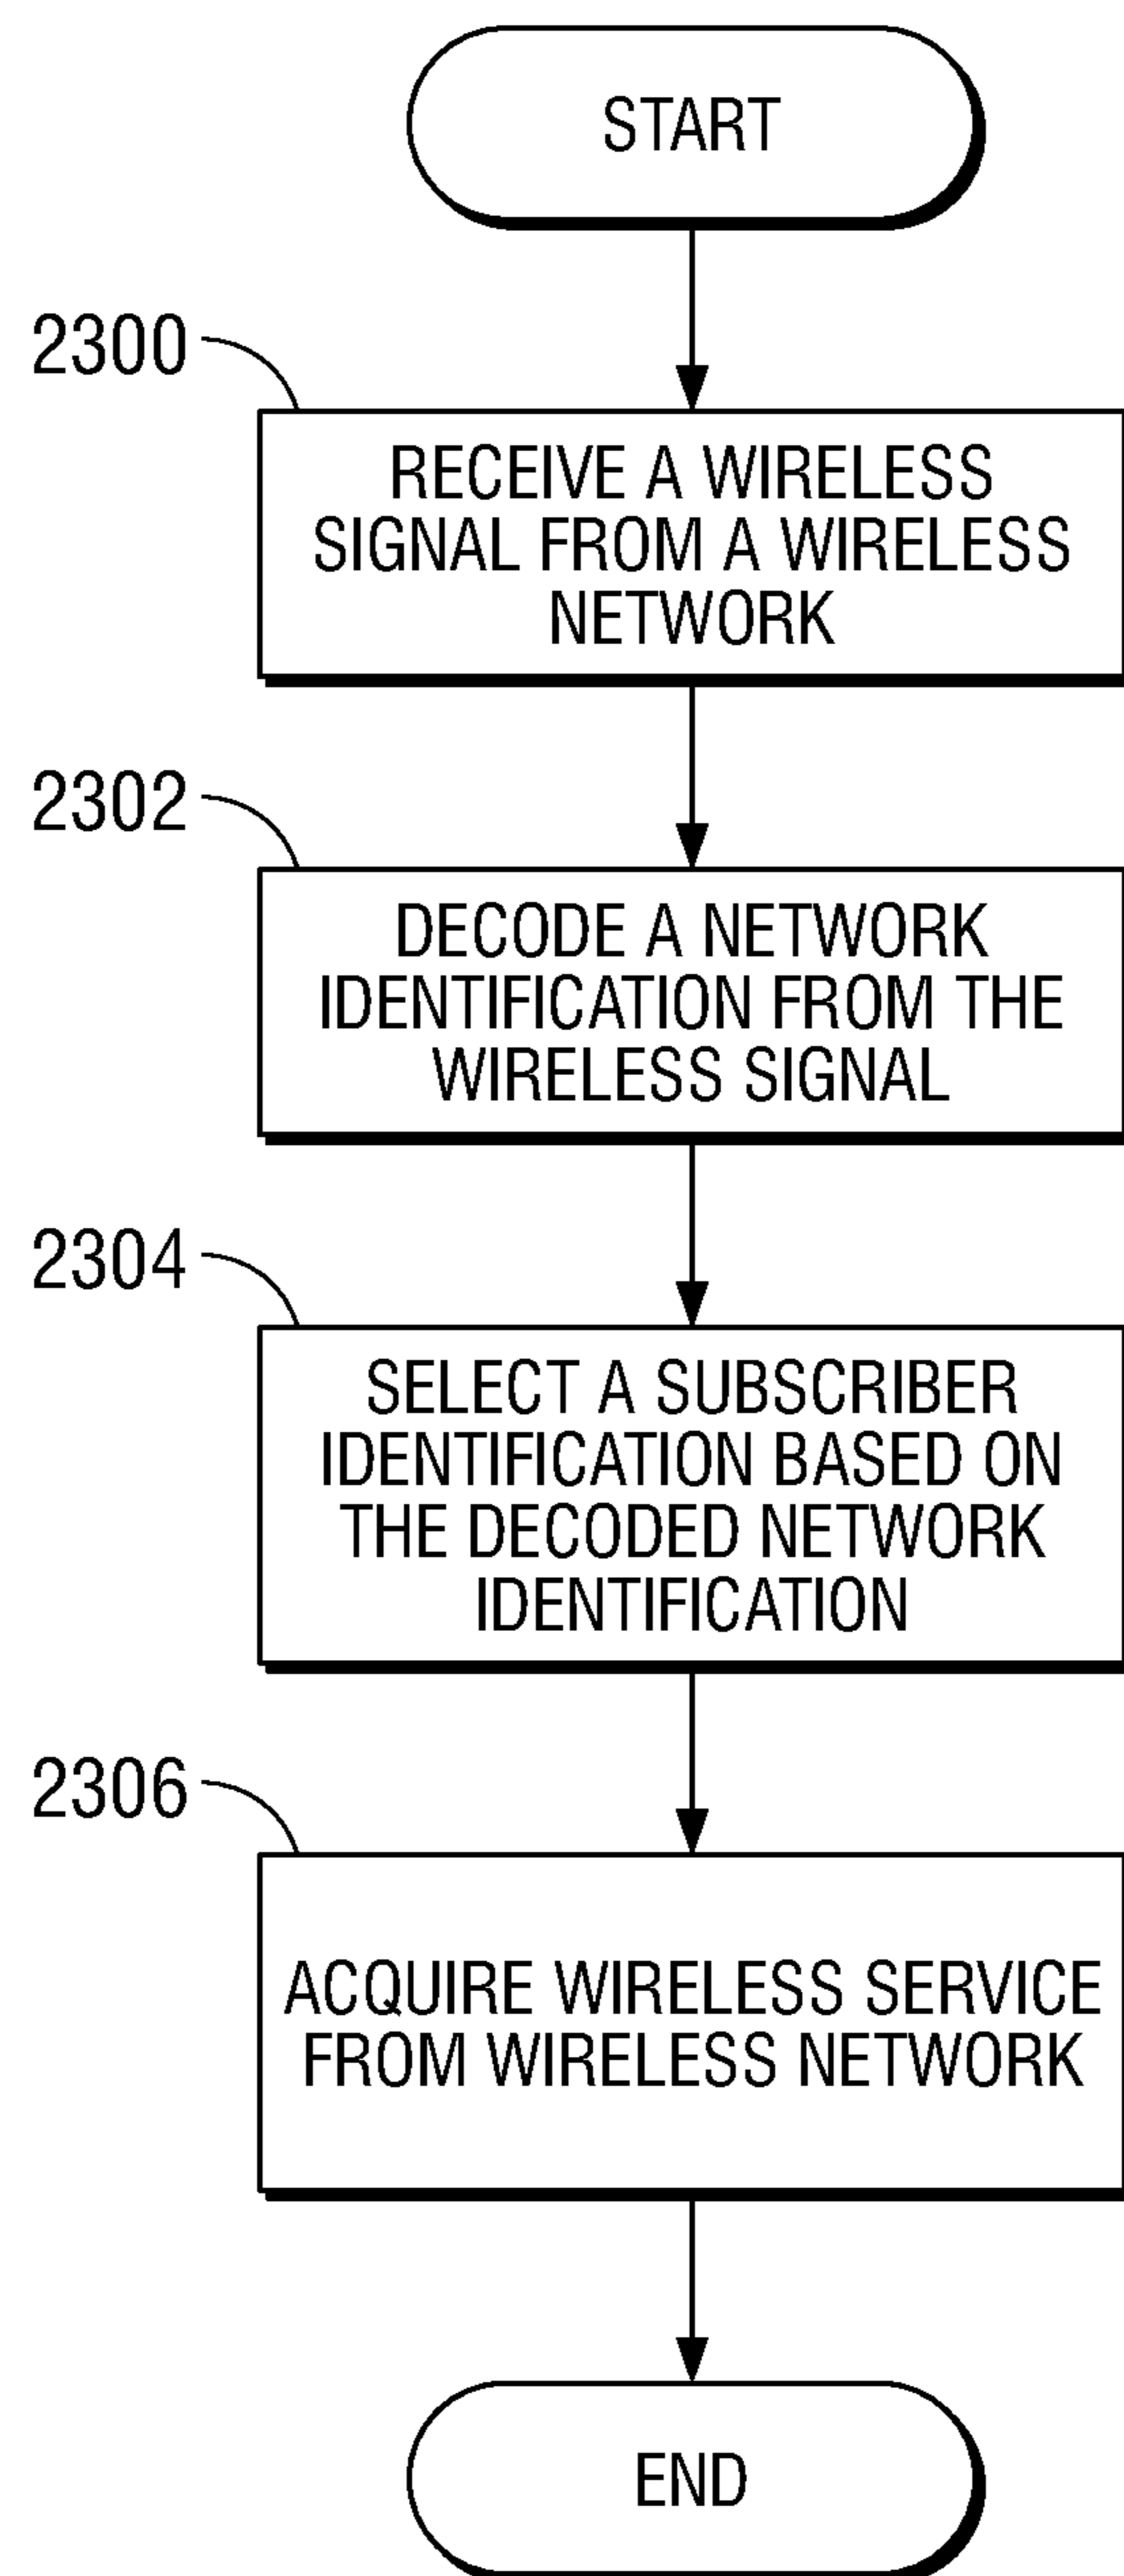 START
2300
RECEIVE A WIRELESS
SIGNAL FROM A WIRELESS
NETWORK
2302
DECODE A NETWORK
IDENTIFICATION FROM THE
WIRELESS SIGNAL
2304
SELECT A SUBSCRIBER
IDENTIFICATION BASED ON
THE DECODED NETWORK
IDENTIFICATION
2306
ACQUIRE WIRELESS SERVICE
FROM WIRELESS NETWORK
END